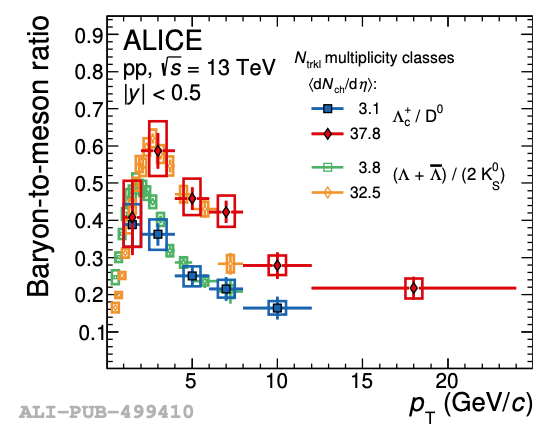 Baryon-to-meson ratio
0.9
0.8
0.7
0.6
0.5
0.4
0.3
0.2
0.1
ALICE
pp, √s = 13 TeV
|y| < 0.5
N_trkl multiplicity classes
⟨dN_ch/dη⟩:
3.1 Λ_c^+ / D^0
37.8
3.8 (Λ + Λ̅) / (2 K_S^0)
32.5
5 10 15 20
p_T (GeV/c)
ALI-PUB-499410